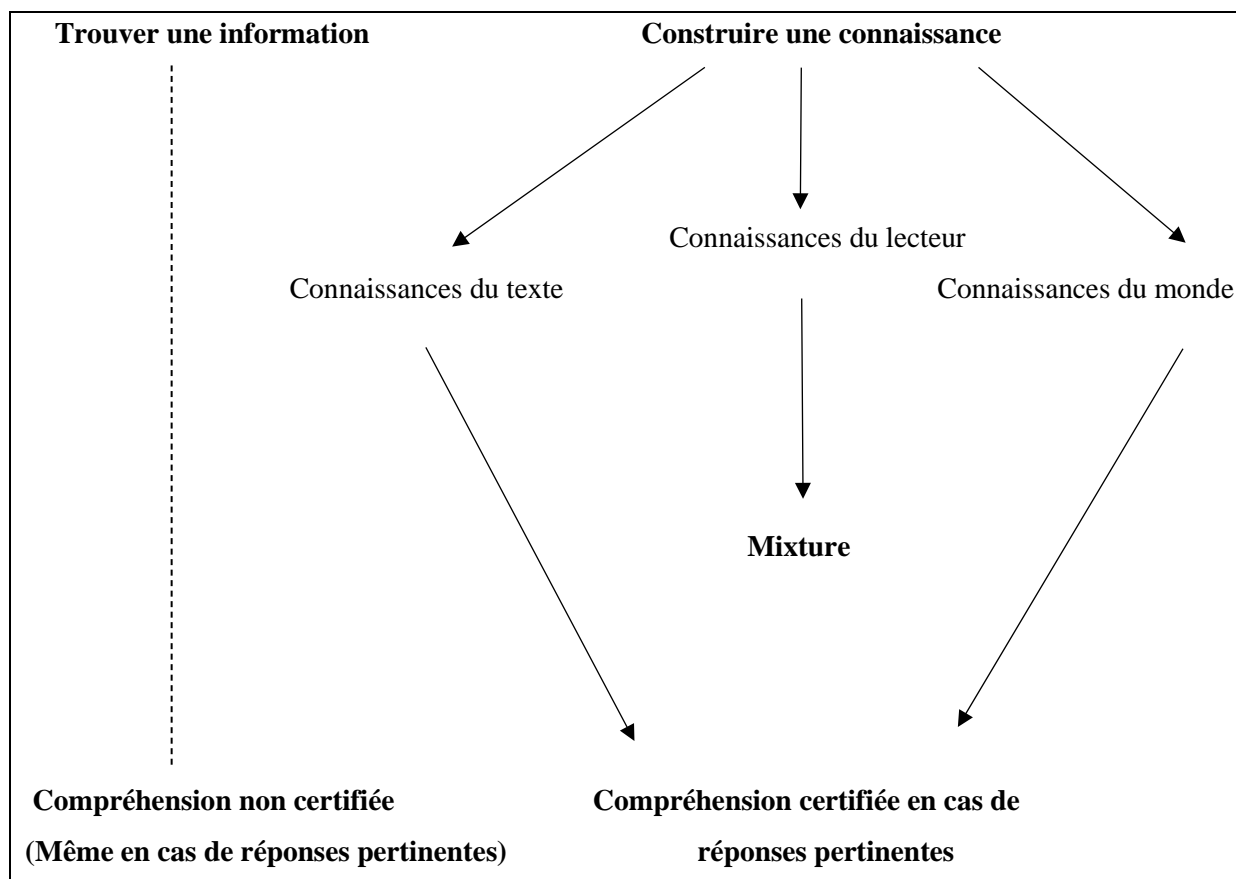 Trouver une information
Construire une connaissance
Connaissances du lecteur
Connaissances du texte
Connaissances du monde
Mixture
Compréhension non certifiée
(Même en cas de réponses pertinentes)
Compréhension certifiée en cas de
réponses pertinentes